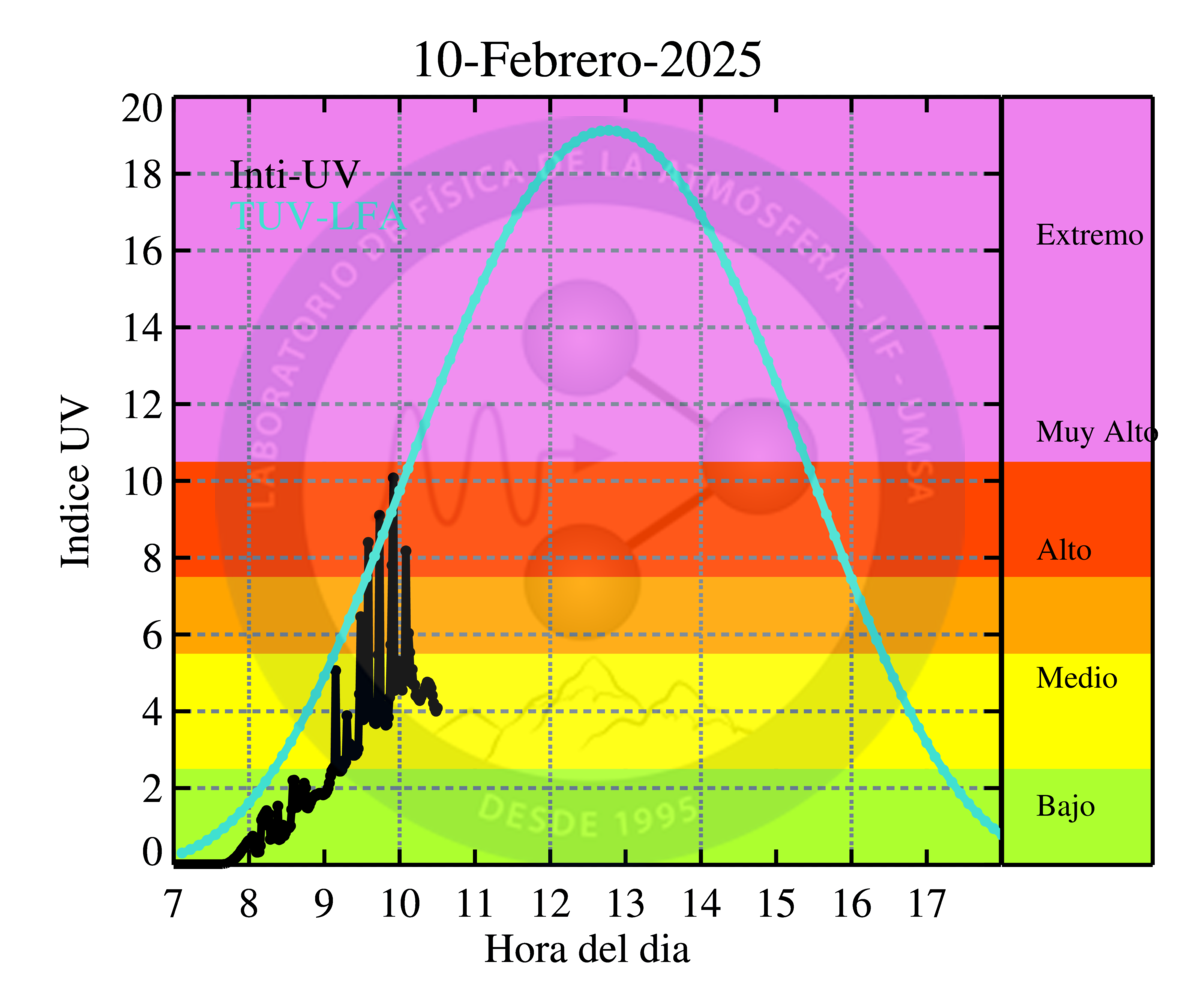 10-Febrero-2025
Indice UV
20
18
16
14
12
10
8
6
4
2
0
Inti-UV
TUV-LFA
LABORATORIO DE FÍSICA DE LA ATMÓSFERA - IIF - UMSA
DESDE 1995
Extremo
Muy Alto
Alto
Medio
Bajo
7 8 9 10 11 12 13 14 15 16 17
Hora del dia